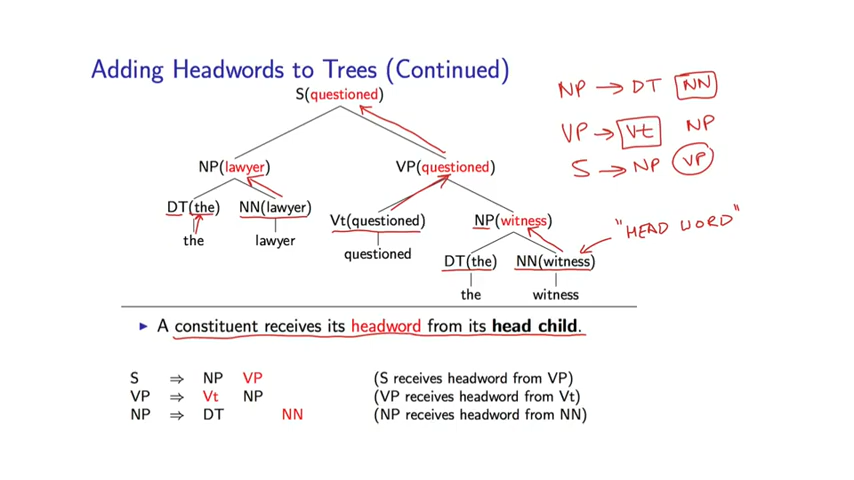 Adding Headwords to Trees (Continued)
S(questioned)
NP → DT NN
VP → Vt NP
S → NP VP
NP(lawyer) VP(questioned)
DT(the) NN(lawyer) Vt(questioned) NP(witness)
"HEAD WORD"
the lawyer questioned DT(the) NN(witness)
the witness
▶ A constituent receives its headword from its head child.
S ⇒ NP VP (S receives headword from VP)
VP ⇒ Vt NP (VP receives headword from Vt)
NP ⇒ DT NN (NP receives headword from NN)